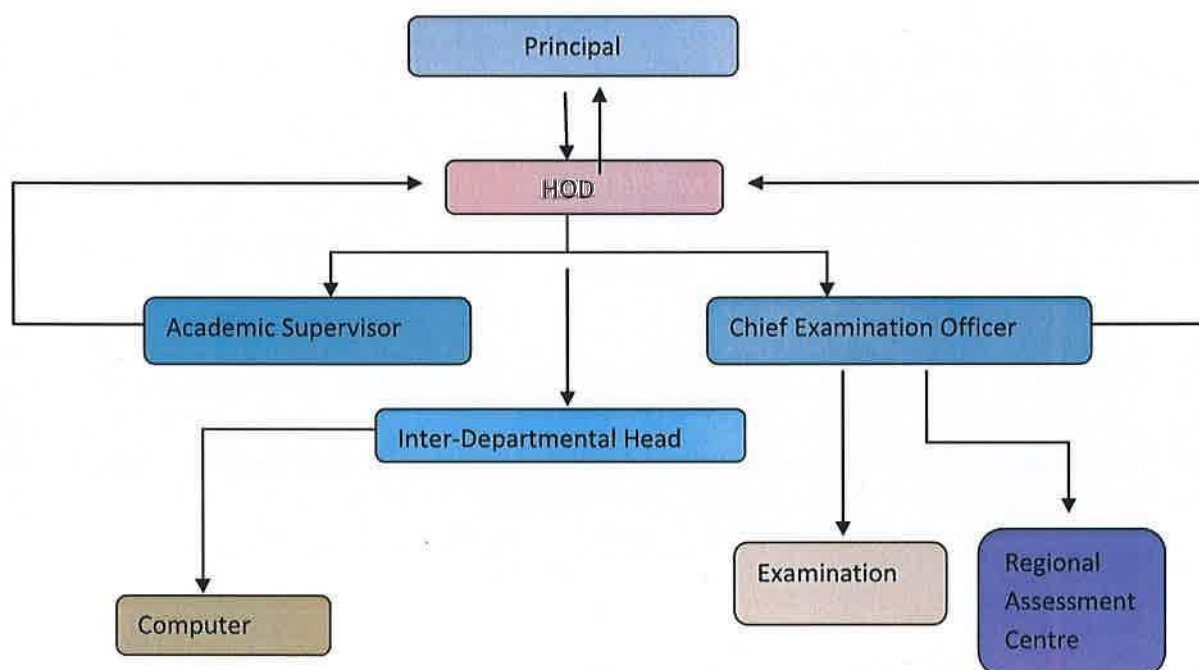 Principal
HOD
Academic Supervisor
Chief Examination Officer
Inter-Departmental Head
Examination
Regional
Assessment
Centre
Computer